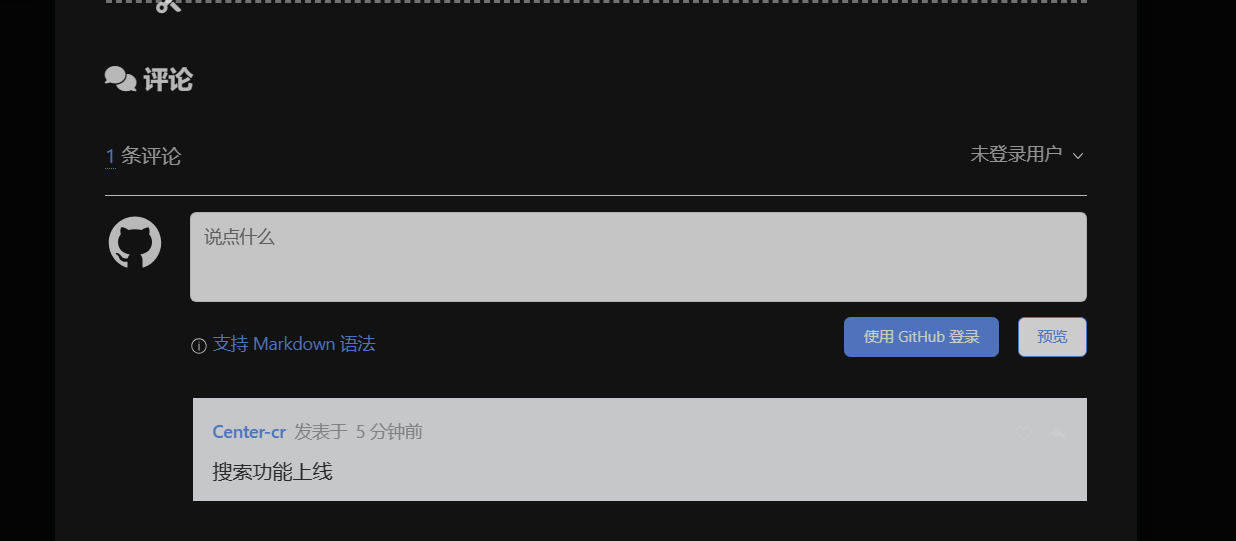 评论
1 条评论
未登录用户
说点什么
支持 Markdown 语法
使用 GitHub 登录
预览
Center-cr 发表于 5 分钟前
搜索功能上线